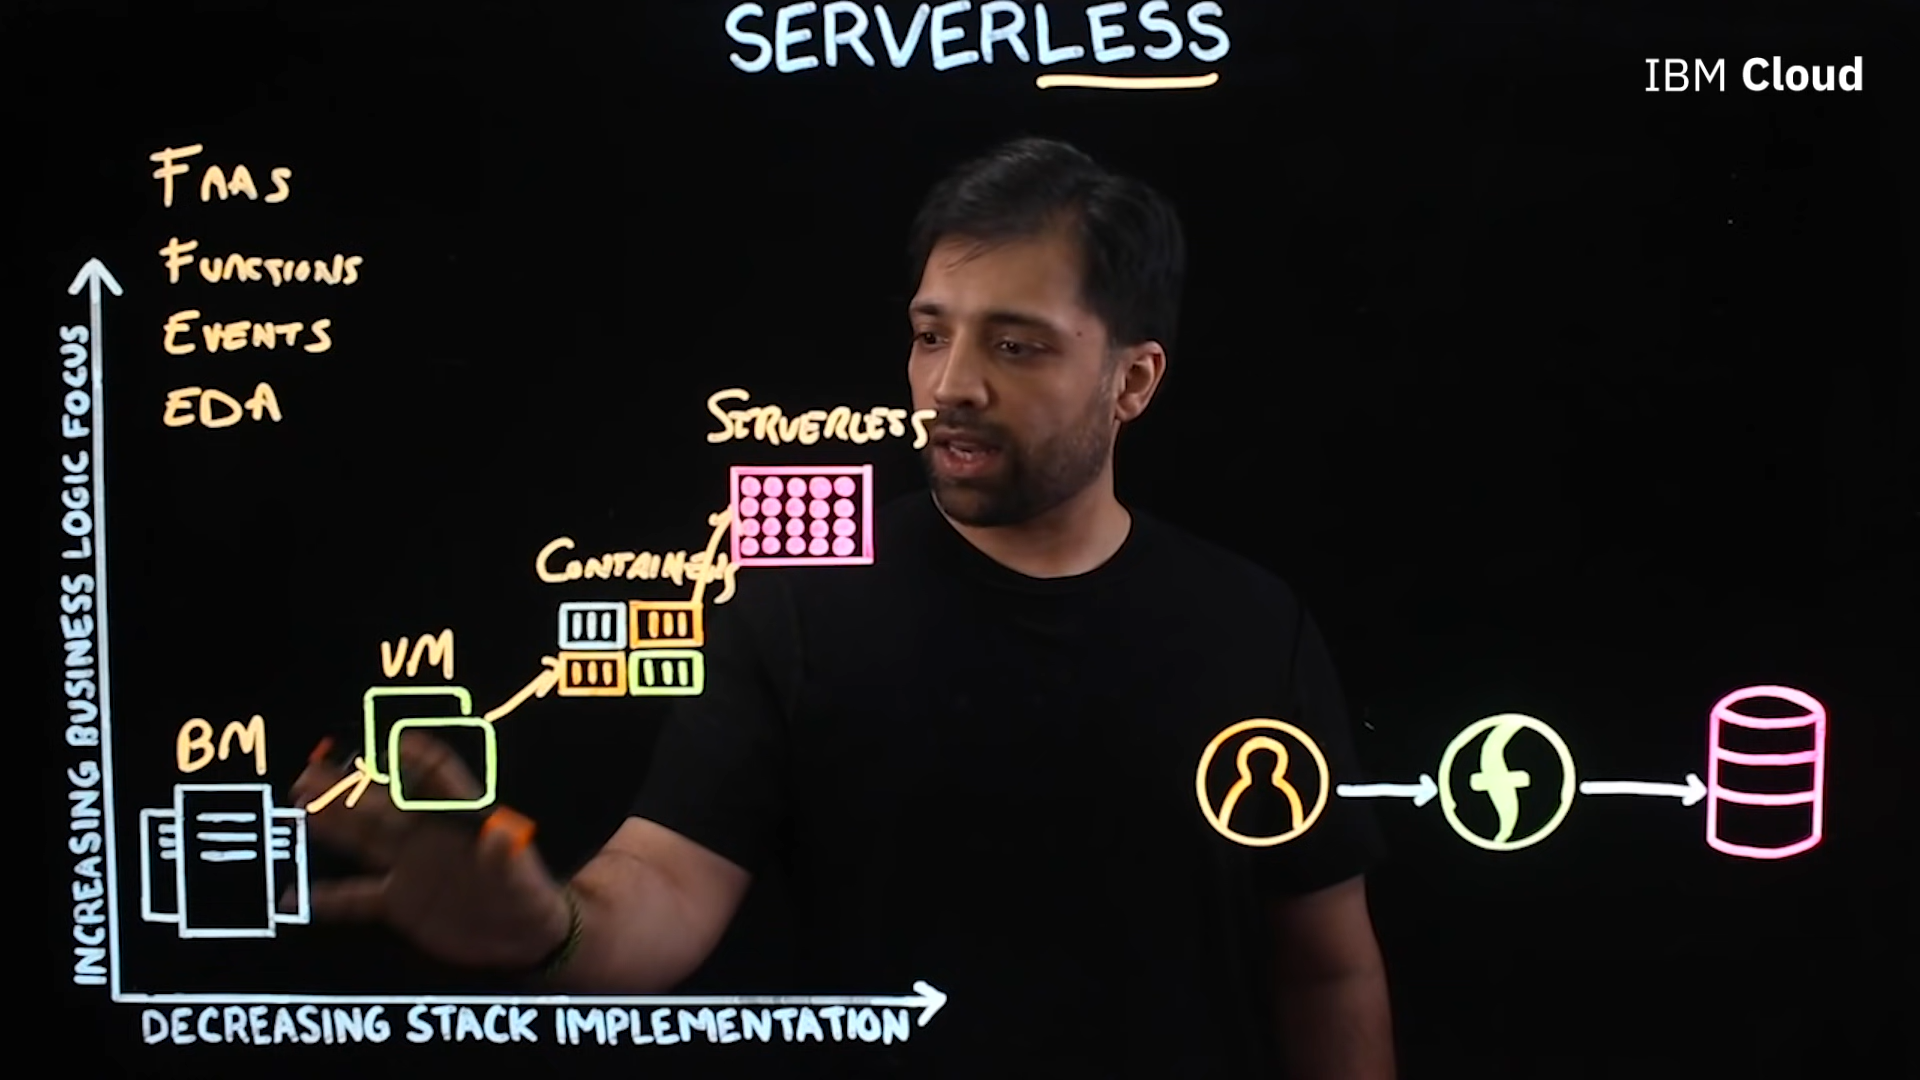 SERVERLESS
IBM Cloud
FAAS
FUNCTIONS
EVENTS
EDA
SERVERLESS
CONTAINERS
VM
BM
INCREASING BUSINESS LOGIC FOCUS
DECREASING STACK IMPLEMENTATION